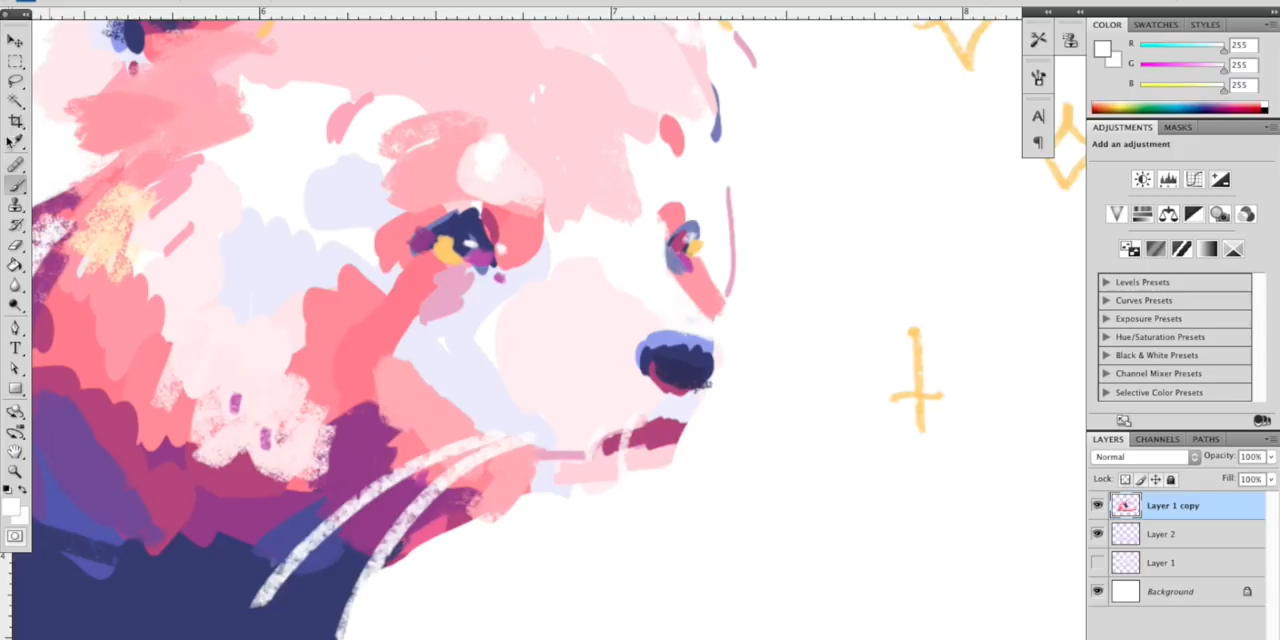 6
7
8
COLOR
SWATCHES
STYLES
R
255
G
255
B
255
ADJUSTMENTS
MASKS
Add an adjustment
Levels Presets
Curves Presets
Exposure Presets
Hue/Saturation Presets
Black & White Presets
Channel Mixer Presets
Selective Color Presets
LAYERS
CHANNELS
PATHS
Normal
Opacity: 100%
Lock:
Fill: 100%
Layer 1 copy
Layer 2
Layer 1
Background
4